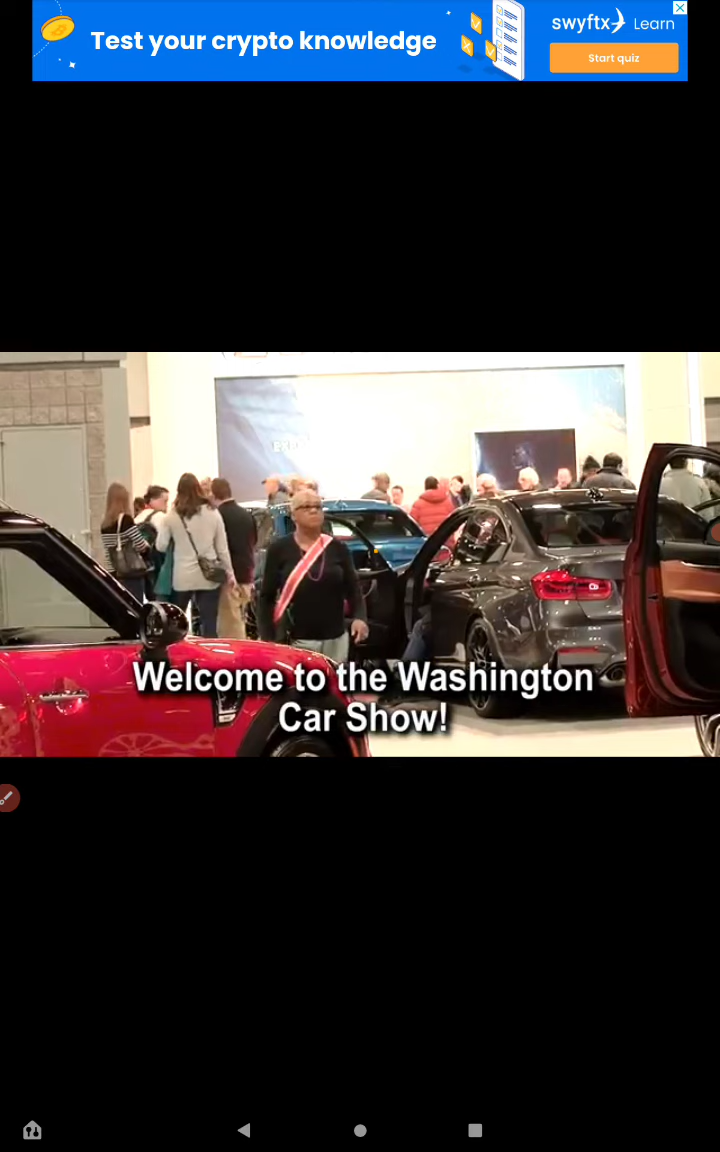 Test your crypto knowledge
swyftx Learn
Start quiz
Welcome to the Washington
Car Show!